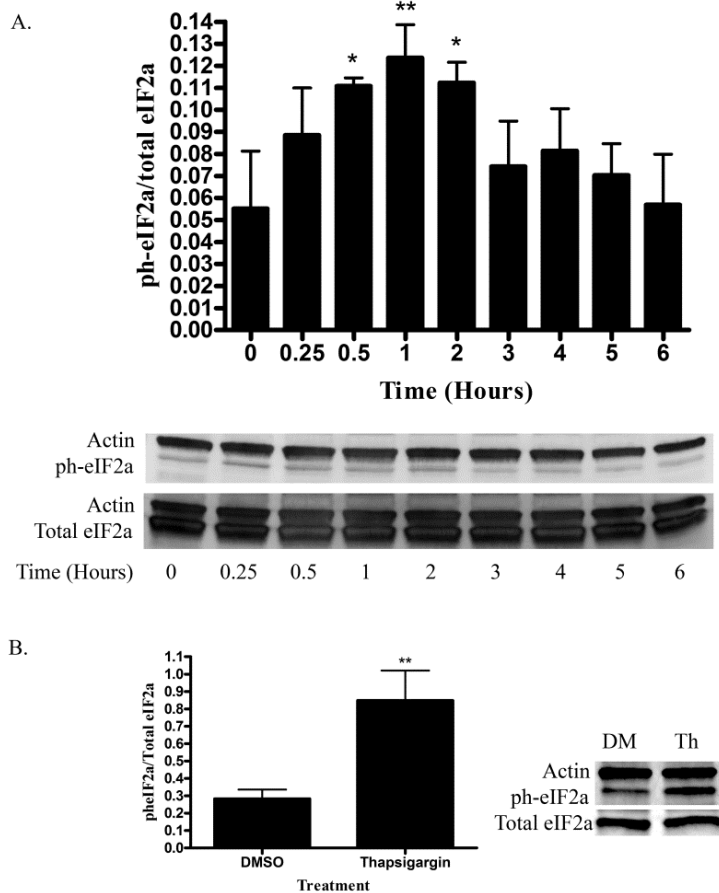 A.
ph-eIF2a/total eIF2a
0.14
0.13
0.12
0.11
0.10
0.09
0.08
0.07
0.06
0.05
0.04
0.03
0.02
0.01
0.00
*
**
*
0 0.25 0.5 1 2 3 4 5 6
Time (Hours)
Actin
ph-eIF2a
Actin
Total eIF2a
Time (Hours) 0 0.25 0.5 1 2 3 4 5 6
B.
pheIF2a/Total eIF2a
1.1
1.0
0.9
0.8
0.7
0.6
0.5
0.4
0.3
0.2
0.1
0.0
**
DMSO Thapsigargin
Treatment
DM Th
Actin
ph-eIF2a
Total eIF2a